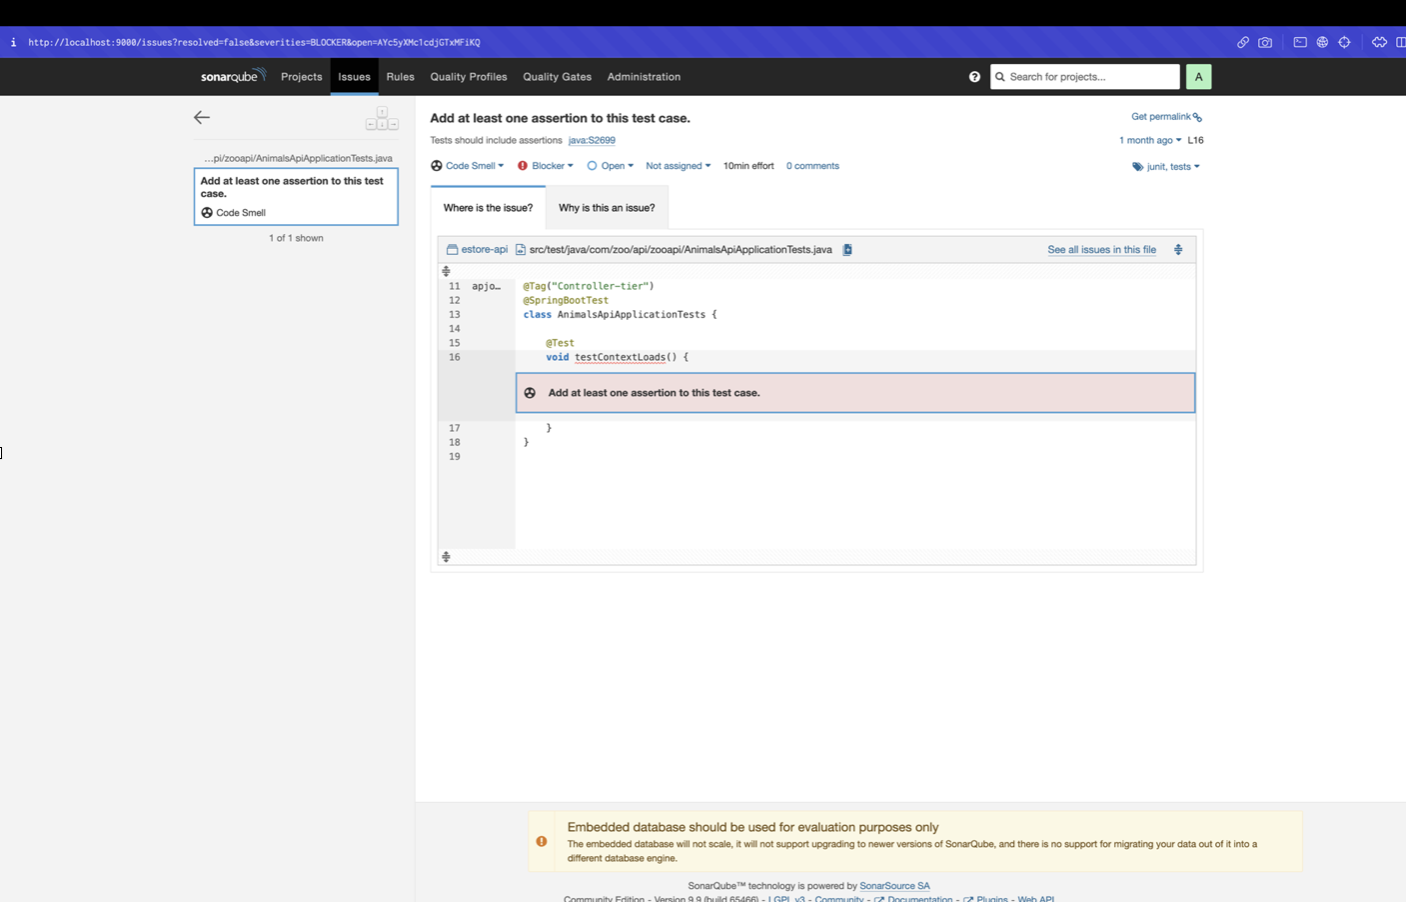 i http://localhost:9000/issues?resolved=false&severities=BLOCKER&open=AYc5yXMc1cdjGTxMFiKQ
sonarqube Projects Issues Rules Quality Profiles Quality Gates Administration ? Search for projects... A
Add at least one assertion to this test case. Get permalink
Tests should include assertions java:S2699 1 month ago L16
Code Smell Blocker Open Not assigned 10min effort 0 comments junit, tests
…pi/zooapi/AnimalsApiApplicationTests.java
Add at least one assertion to this test
case.
Code Smell
1 of 1 shown
Where is the issue? Why is this an issue?
estore-api src/test/java/com/zoo/api/zooapi/AnimalsApiApplicationTests.java See all issues in this file
11 apjo… @Tag("Controller-tier")
12 @SpringBootTest
13 class AnimalsApiApplicationTests {
14
15 @Test
16 void testContextLoads() {
Add at least one assertion to this test case.
17 }
18 }
19
Embedded database should be used for evaluation purposes only
The embedded database will not scale, it will not support upgrading to newer versions of SonarQube, and there is no support for migrating your data out of it into a
different database engine.
SonarQube™ technology is powered by SonarSource SA
Community Edition - Version 9.9 (build 65466) - LGPL v3 - Community - Documentation - Plugins - Web API